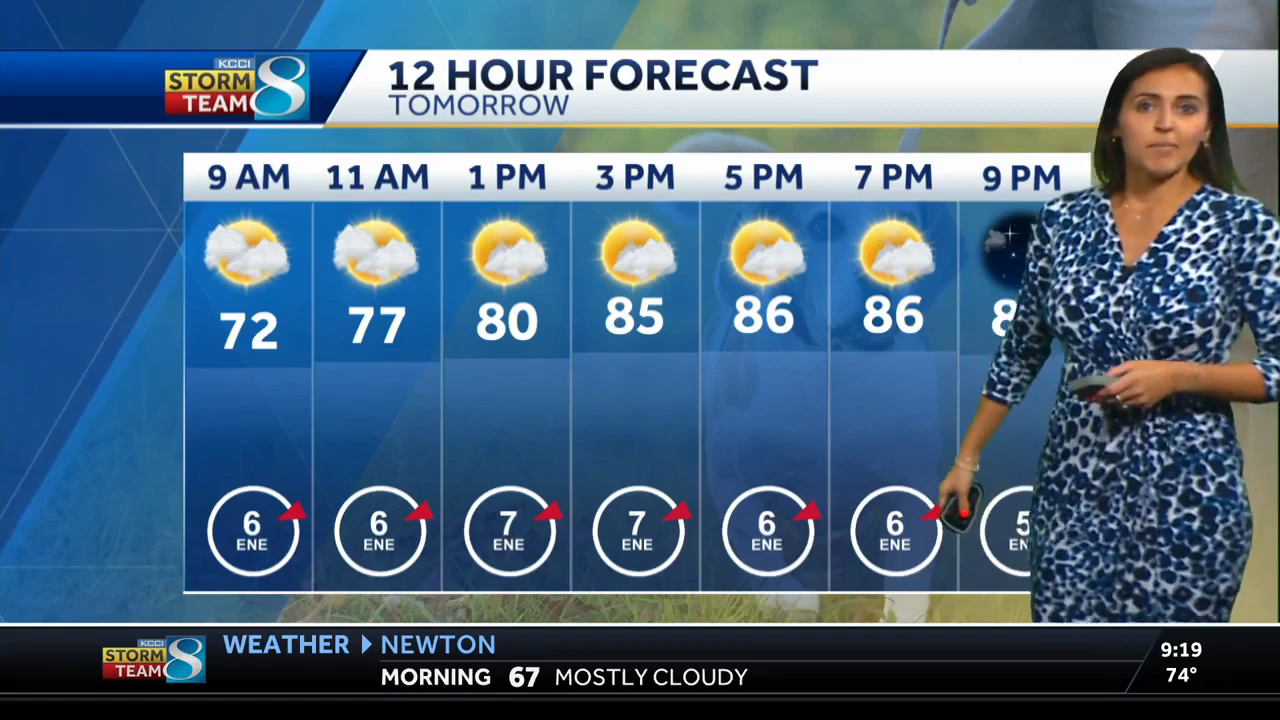 KCCI
STORM
TEAM 8
12 HOUR FORECAST
TOMORROW
9 AM 11 AM 1 PM 3 PM 5 PM 7 PM 9 PM
72 77 80 85 86 86
6 6 7 7 6 6 5
ENE ENE ENE ENE ENE ENE
KCCI
STORM
TEAM 8
WEATHER NEWTON
MORNING 67 MOSTLY CLOUDY
9:19
74°